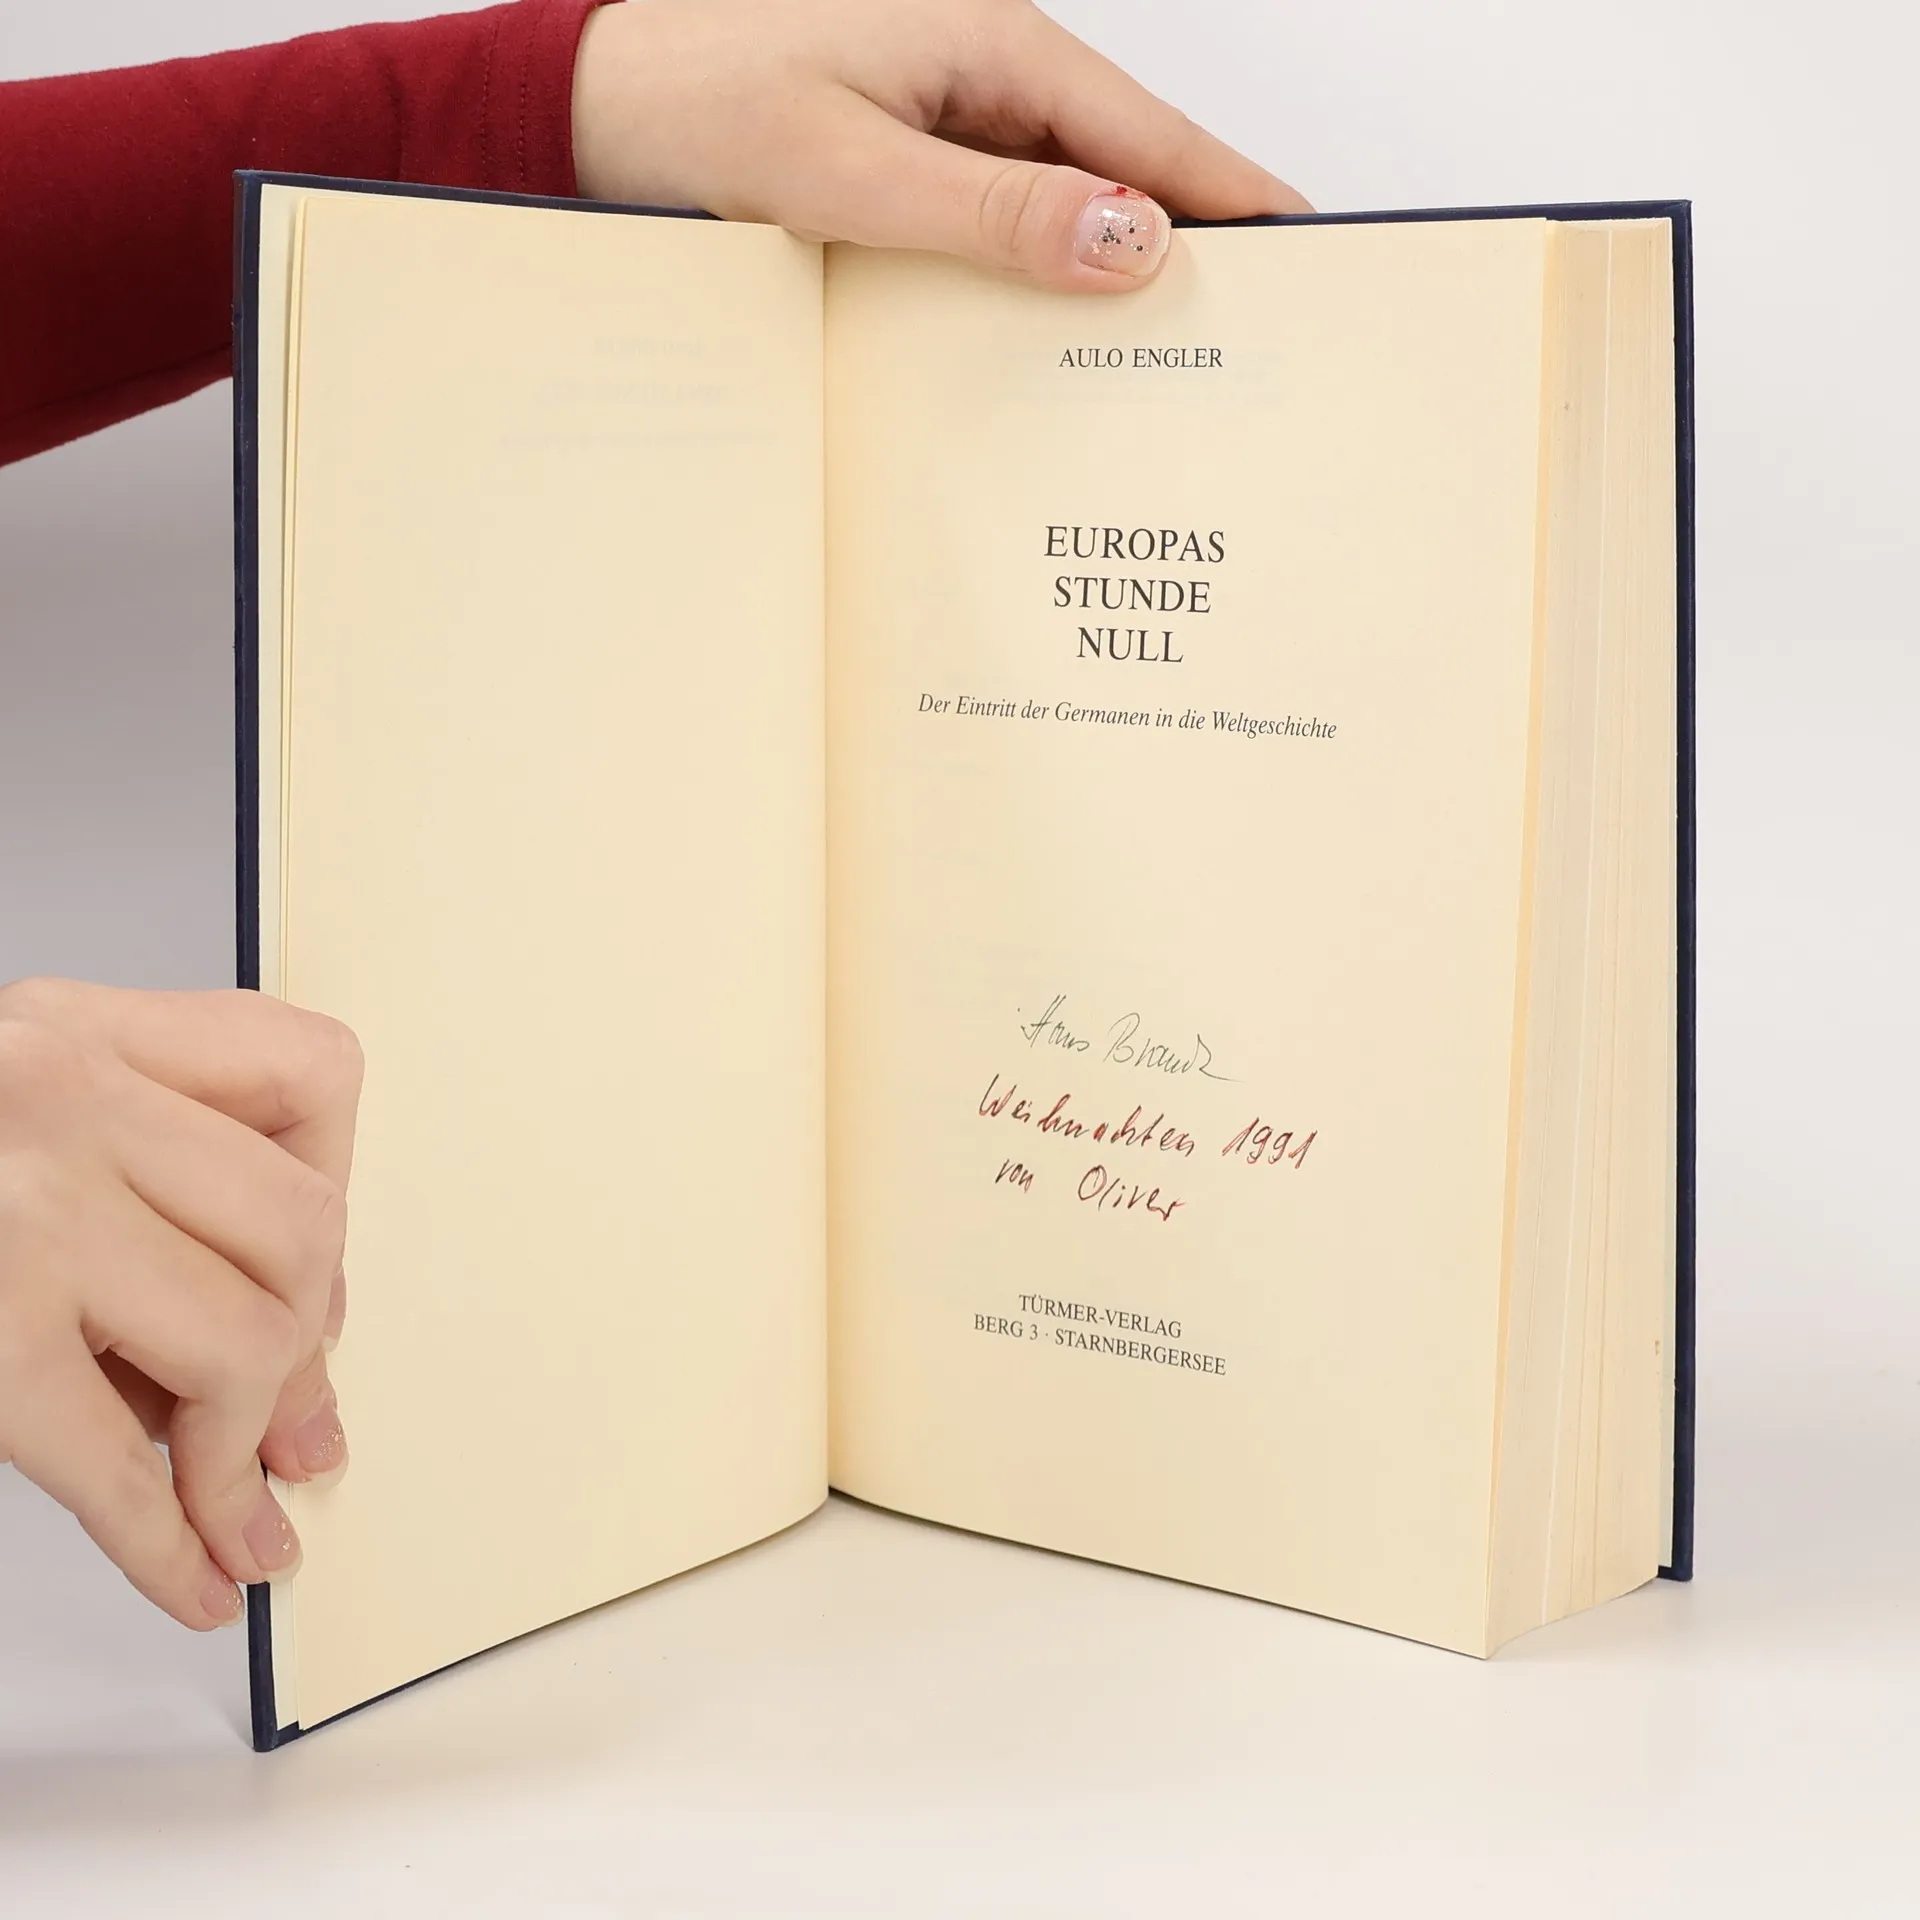 AULO ENGLER
EUROPAS
STUNDE
NULL
Der Eintritt der Germanen in die Weltgeschichte
Hans Brandt
Weihnachten 1991
von Oliver
TÜRMER-VERLAG
BERG 3 · STARNBERGERSEE